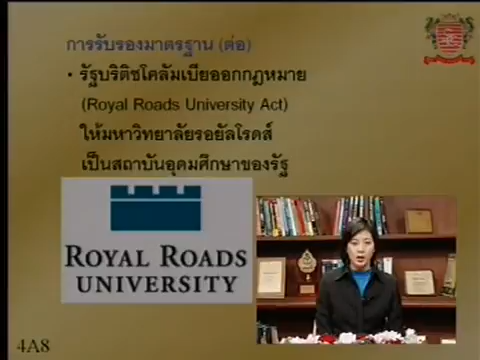 การรับรองมาตรฐาน (ต่อ)
• รัฐบริติชโคลัมเบียออกกฎหมาย
(Royal Roads University Act)
ให้มหาวิทยาลัยรอยัลโรดส์
เป็นสถาบันอุดมศึกษาของรัฐ
ROYAL ROADS
UNIVERSITY
4A8